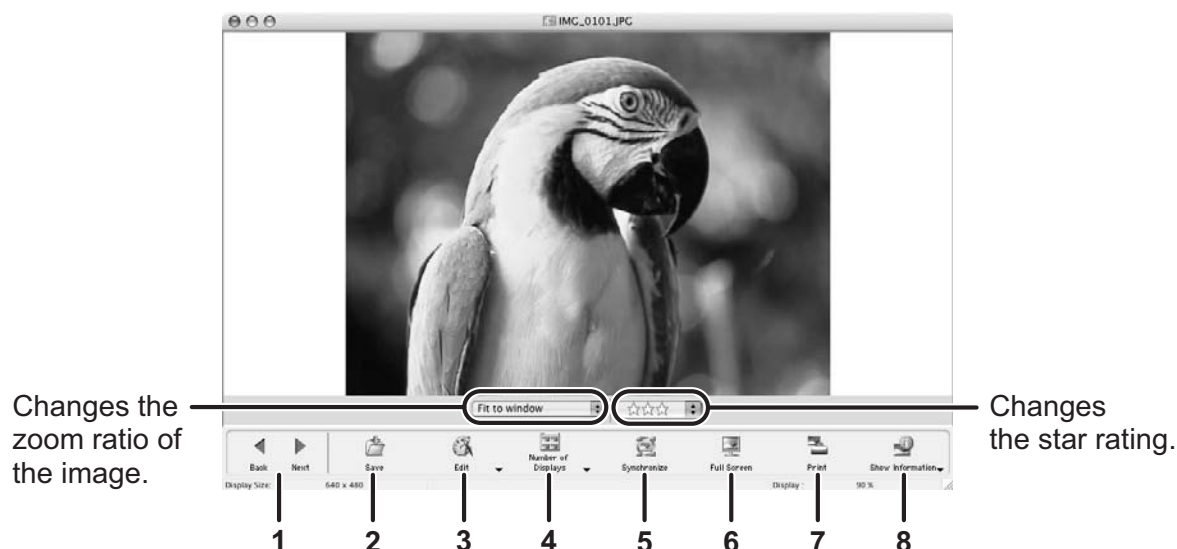 IMG_0101.JPG
Changes the
zoom ratio of
the image.
Fit to window
Changes
the star rating.
Back Next Save Edit Number of Displays Synchronize Full Screen Print Show Information
Display Size: 640 x 480 Display : 90 %
1 2 3 4 5 6 7 8